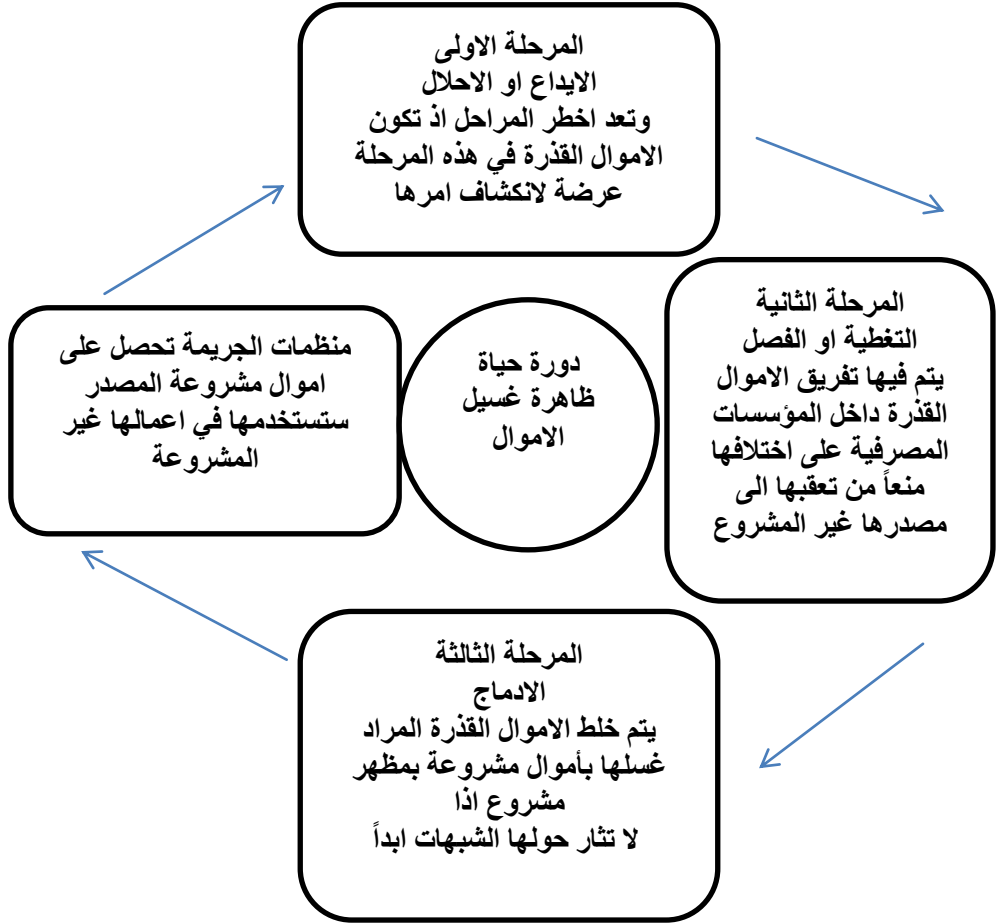 المرحلة الاولى
الايداع او الاحلال
وتعد اخطر المراحل اذ تكون
الاموال القذرة في هذه المرحلة
عرضة لانكشاف امرها
المرحلة الثانية
التغطية او الفصل
يتم فيها تفريق الاموال
القذرة داخل المؤسسات
المصرفية على اختلافها
منعاً من تعقبها الى
مصدرها غير المشروع
المرحلة الثالثة
الادماج
يتم خلط الاموال القذرة المراد
غسلها بأموال مشروعة بمظهر
مشروع اذا
لا تثار حولها الشبهات ابداً
منظمات الجريمة تحصل على
اموال مشروعة المصدر
ستستخدمها في اعمالها غير
المشروعة
دورة حياة
ظاهرة غسيل
الاموال